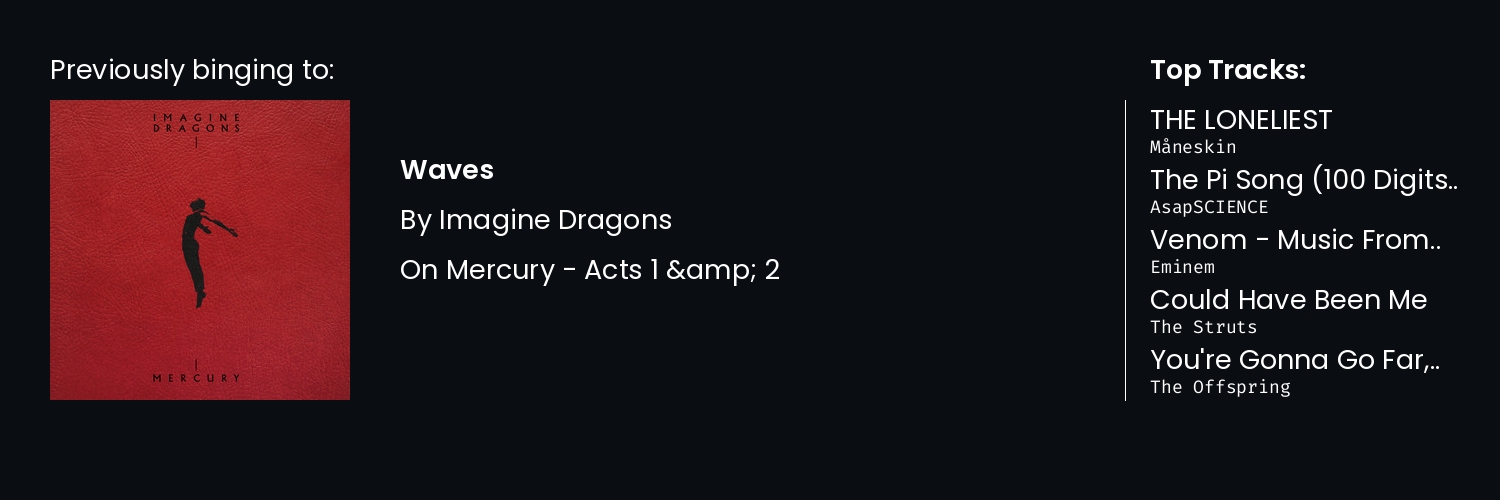 Previously binging to:
IMAGINE
DRAGONS
MERCURY
Waves
By Imagine Dragons
On Mercury - Acts 1 &amp; 2
Top Tracks:
THE LONELIEST
Måneskin
The Pi Song (100 Digits..
AsapSCIENCE
Venom - Music From..
Eminem
Could Have Been Me
The Struts
You're Gonna Go Far,..
The Offspring